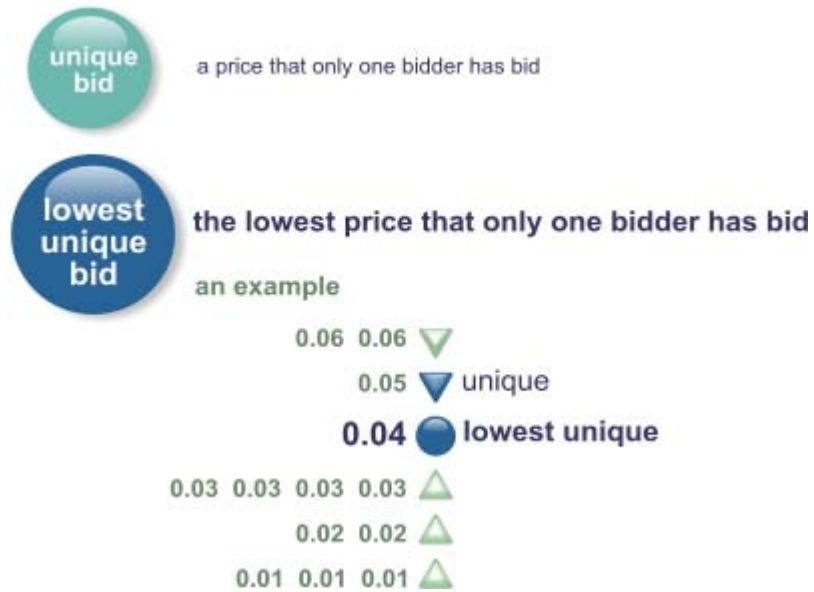 unique
bid
a price that only one bidder has bid
lowest
unique
bid
the lowest price that only one bidder has bid
an example
0.06 0.06
0.05 unique
0.04 lowest unique
0.03 0.03 0.03 0.03
0.02 0.02
0.01 0.01 0.01